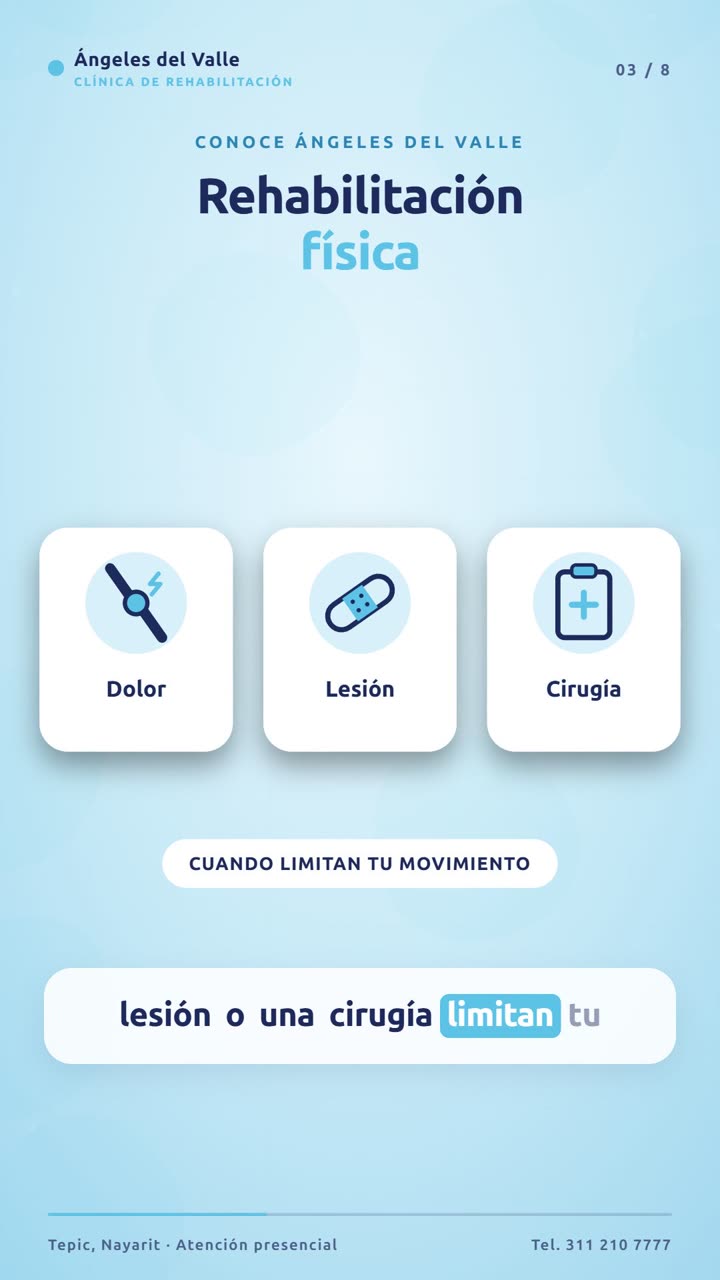 Ángeles del Valle
CLÍNICA DE REHABILITACIÓN
03 / 8
CONOCE ÁNGELES DEL VALLE
Rehabilitación
física
Dolor
Lesión
Cirugía
CUANDO LIMITAN TU MOVIMIENTO
lesión o una cirugía limitan tu
Tepic, Nayarit · Atención presencial
Tel. 311 210 7777